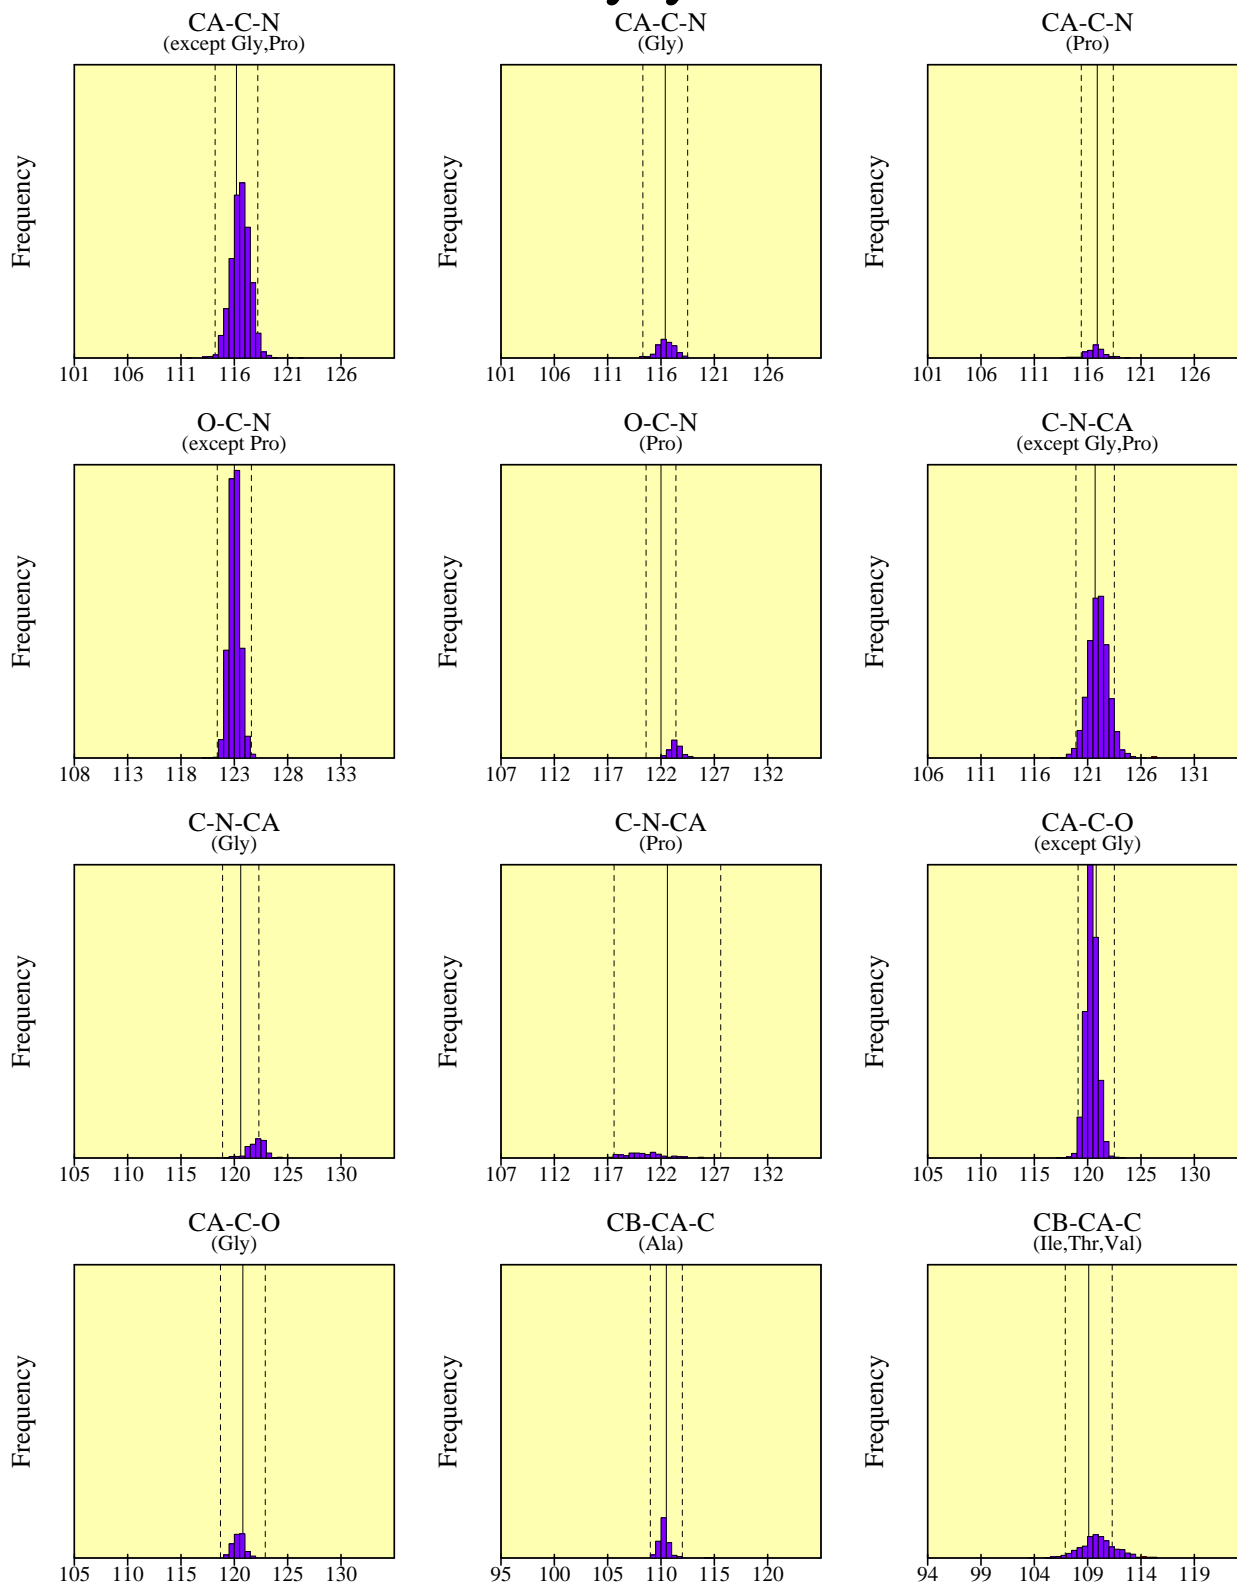 CA-C-N CA-C-N CA-C-N
(except Gly,Pro) (Gly) (Pro)
Frequency Frequency Frequency
101 106 111 116 121 126 101 106 111 116 121 126 101 106 111 116 121 126
O-C-N O-C-N C-N-CA
(except Pro) (Pro) (except Gly,Pro)
Frequency Frequency Frequency
108 113 118 123 128 133 107 112 117 122 127 132 106 111 116 121 126 131
C-N-CA C-N-CA CA-C-O
(Gly) (Pro) (except Gly)
Frequency Frequency Frequency
105 110 115 120 125 130 107 112 117 122 127 132 105 110 115 120 125 130
CA-C-O CB-CA-C CB-CA-C
(Gly) (Ala) (Ile,Thr,Val)
Frequency Frequency Frequency
105 110 115 120 125 130 95 100 105 110 115 120 94 99 104 109 114 119